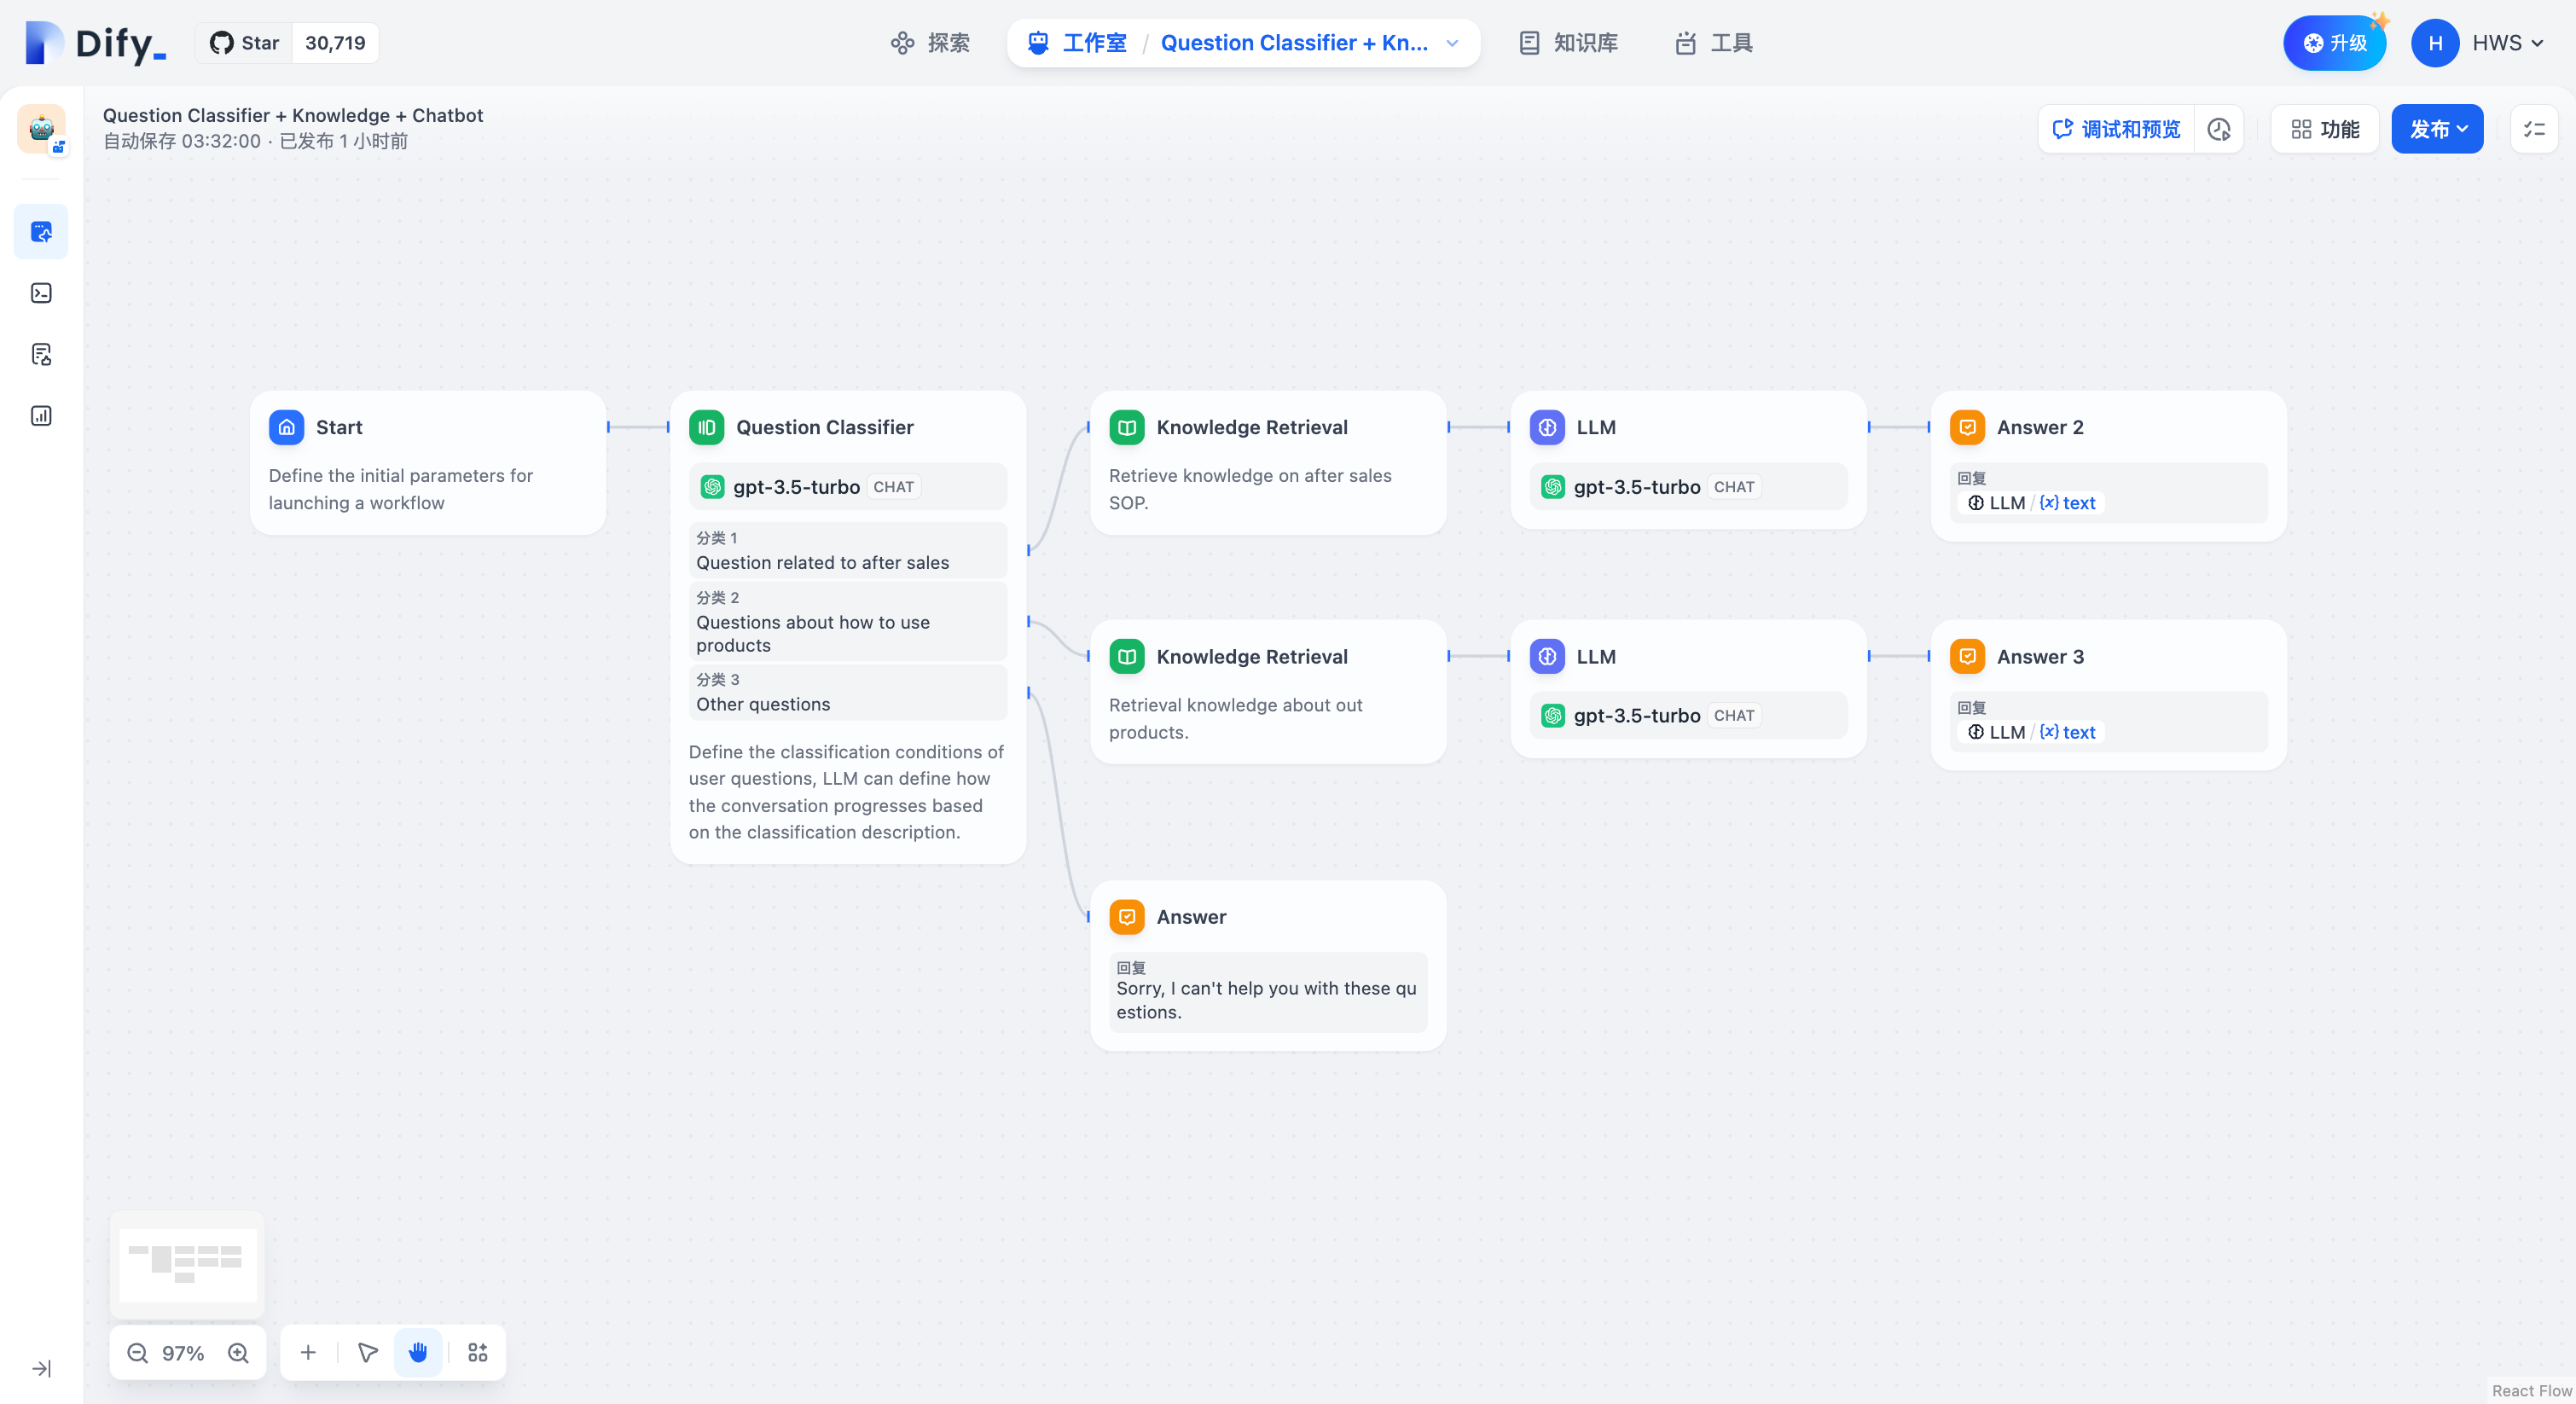 Dify_
Star 30,719
探索
工作室 / Question Classifier + Kn...
知识库
工具
升级
H HWS
Question Classifier + Knowledge + Chatbot
自动保存 03:32:00 · 已发布 1 小时前
调试和预览
功能
发布
Start
Define the initial parameters for
launching a workflow
Question Classifier
gpt-3.5-turbo CHAT
分类 1
Question related to after sales
分类 2
Questions about how to use
products
分类 3
Other questions
Define the classification conditions of
user questions, LLM can define how
the conversation progresses based
on the classification description.
Knowledge Retrieval
Retrieve knowledge on after sales
SOP.
LLM
gpt-3.5-turbo CHAT
Answer 2
回复
LLM / {x} text
Knowledge Retrieval
Retrieval knowledge about out
products.
LLM
gpt-3.5-turbo CHAT
Answer 3
回复
LLM / {x} text
Answer
回复
Sorry, I can't help you with these qu
estions.
97%
React Flow